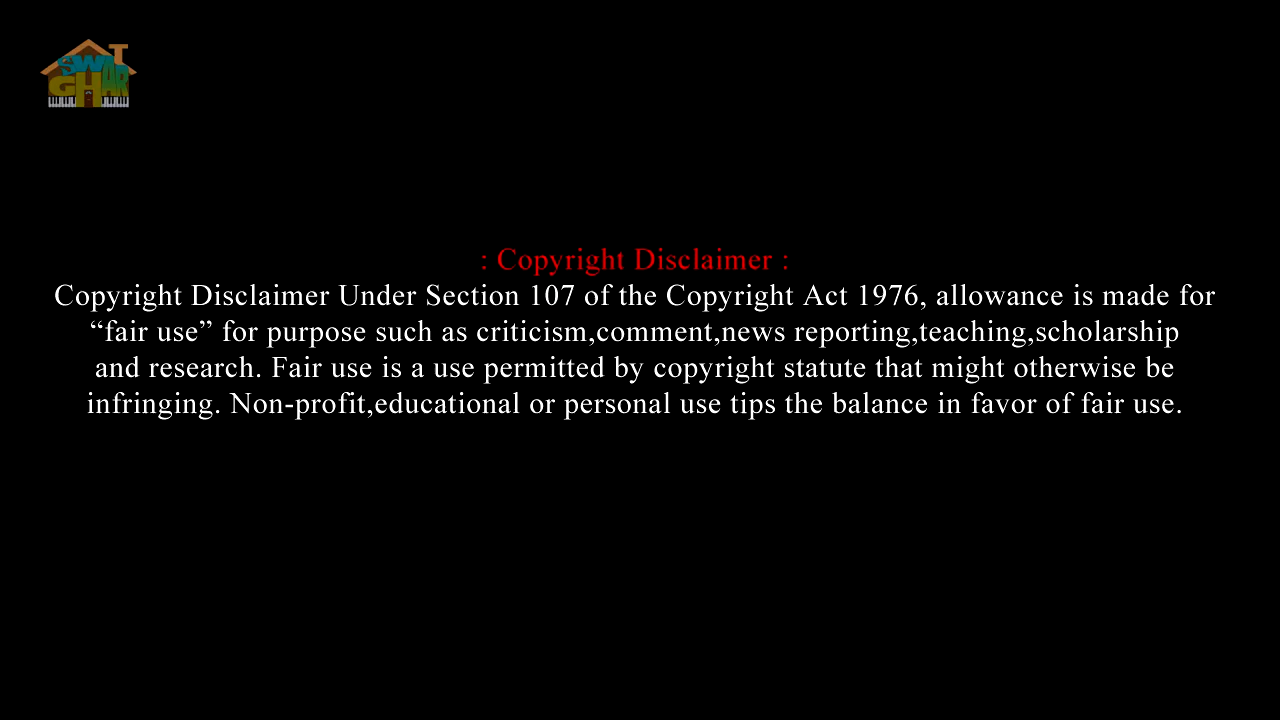 SWAT
GHAR
: Copyright Disclaimer :
Copyright Disclaimer Under Section 107 of the Copyright Act 1976, allowance is made for
“fair use” for purpose such as criticism,comment,news reporting,teaching,scholarship
and research. Fair use is a use permitted by copyright statute that might otherwise be
infringing. Non-profit,educational or personal use tips the balance in favor of fair use.